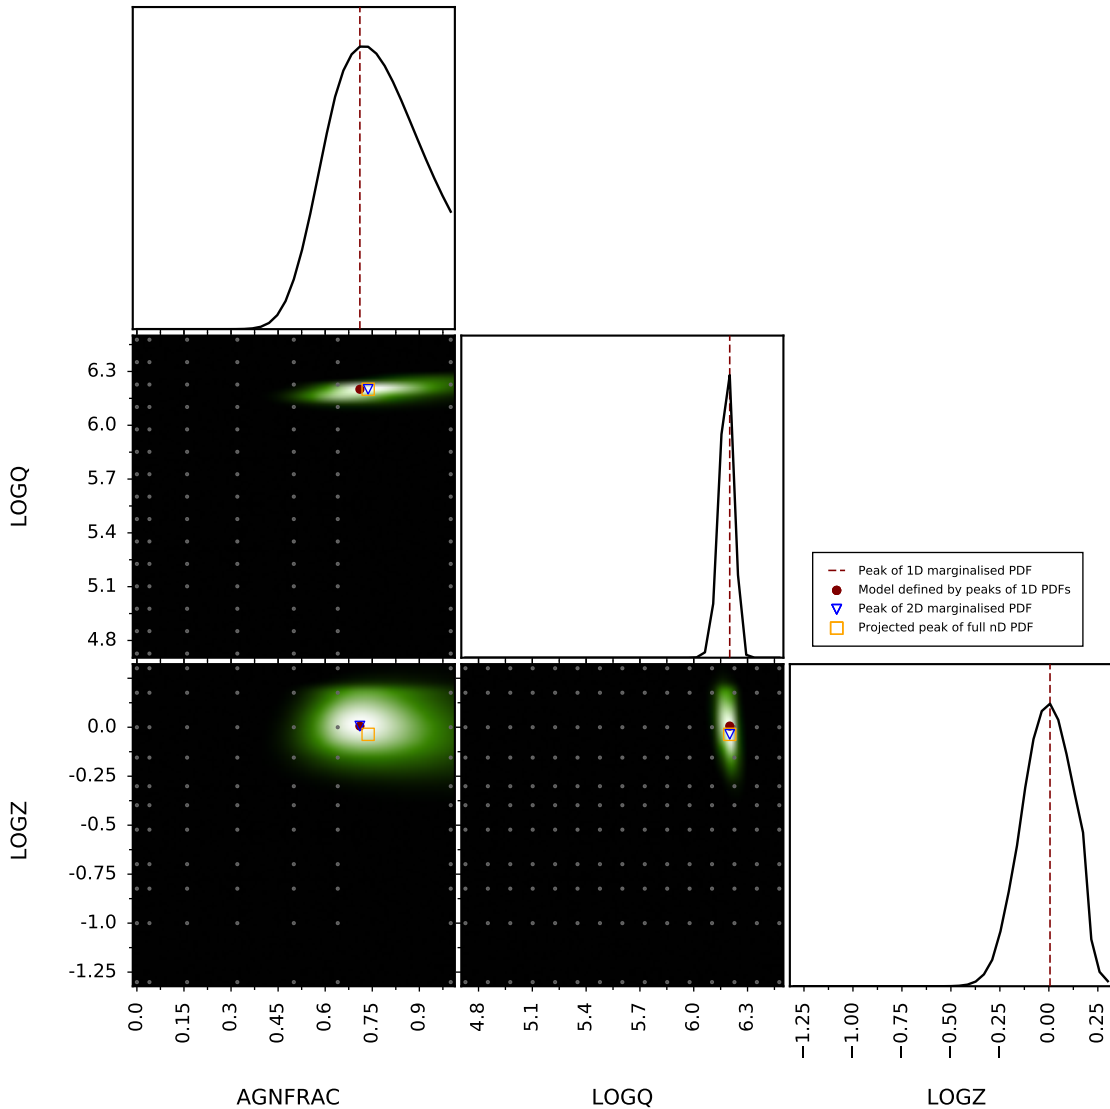 LOGQ
6.3
6.0
5.7
5.4
5.1
4.8
Peak of 1D marginalised PDF
Model defined by peaks of 1D PDFs
Peak of 2D marginalised PDF
Projected peak of full nD PDF
LOGZ
0.0
-0.25
-0.5
-0.75
-1.0
-1.25
0.0 0.15 0.3 0.45 0.6 0.75 0.9
4.8 5.1 5.4 5.7 6.0 6.3
−1.25 −1.00 −0.75 −0.50 −0.25 0.00 0.25
AGNFRAC LOGQ LOGZ